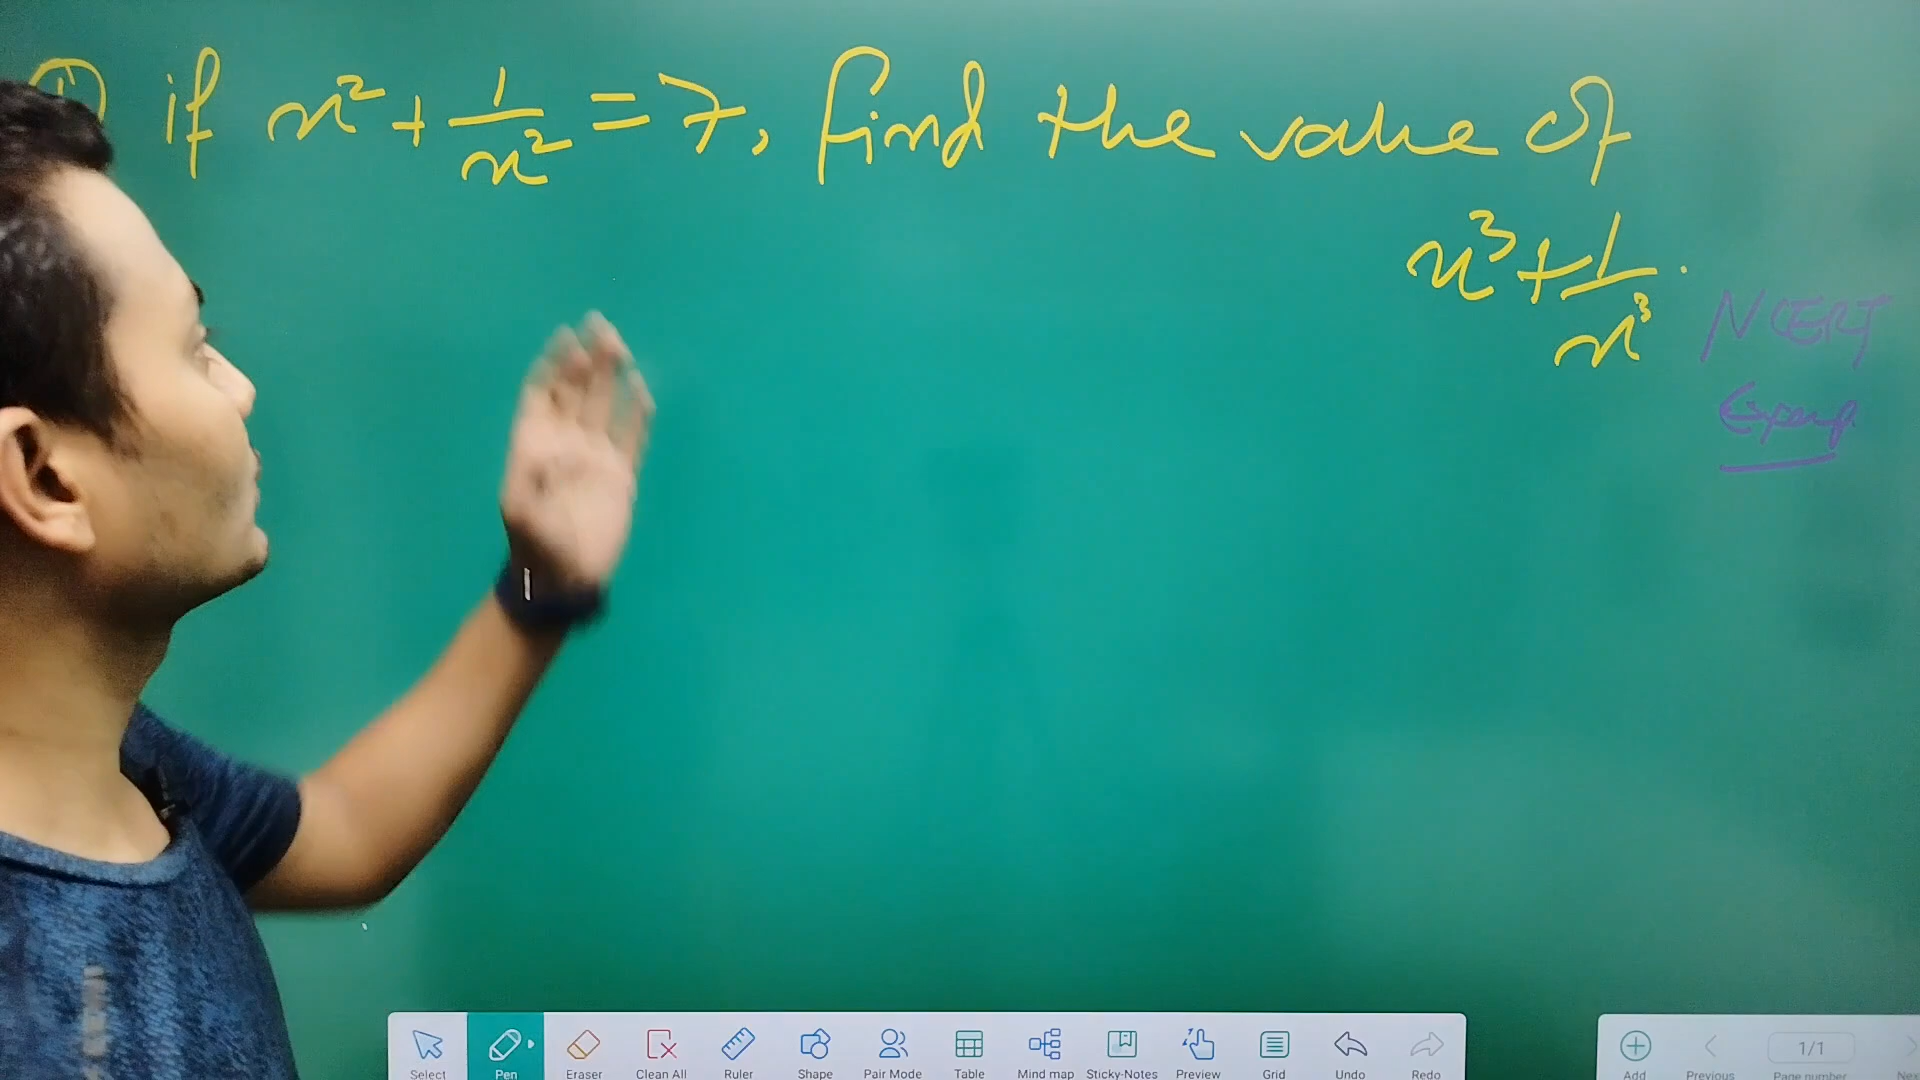 ① if x² + 1/x² = 7, find the value of
x³ + 1/x³.
NCERT
Exemp
Select Pen Eraser Clean All Ruler Shape Pair Mode Table Mind map Sticky-Notes Preview Grid Undo Redo
1/1
Add Previous Page number Nex